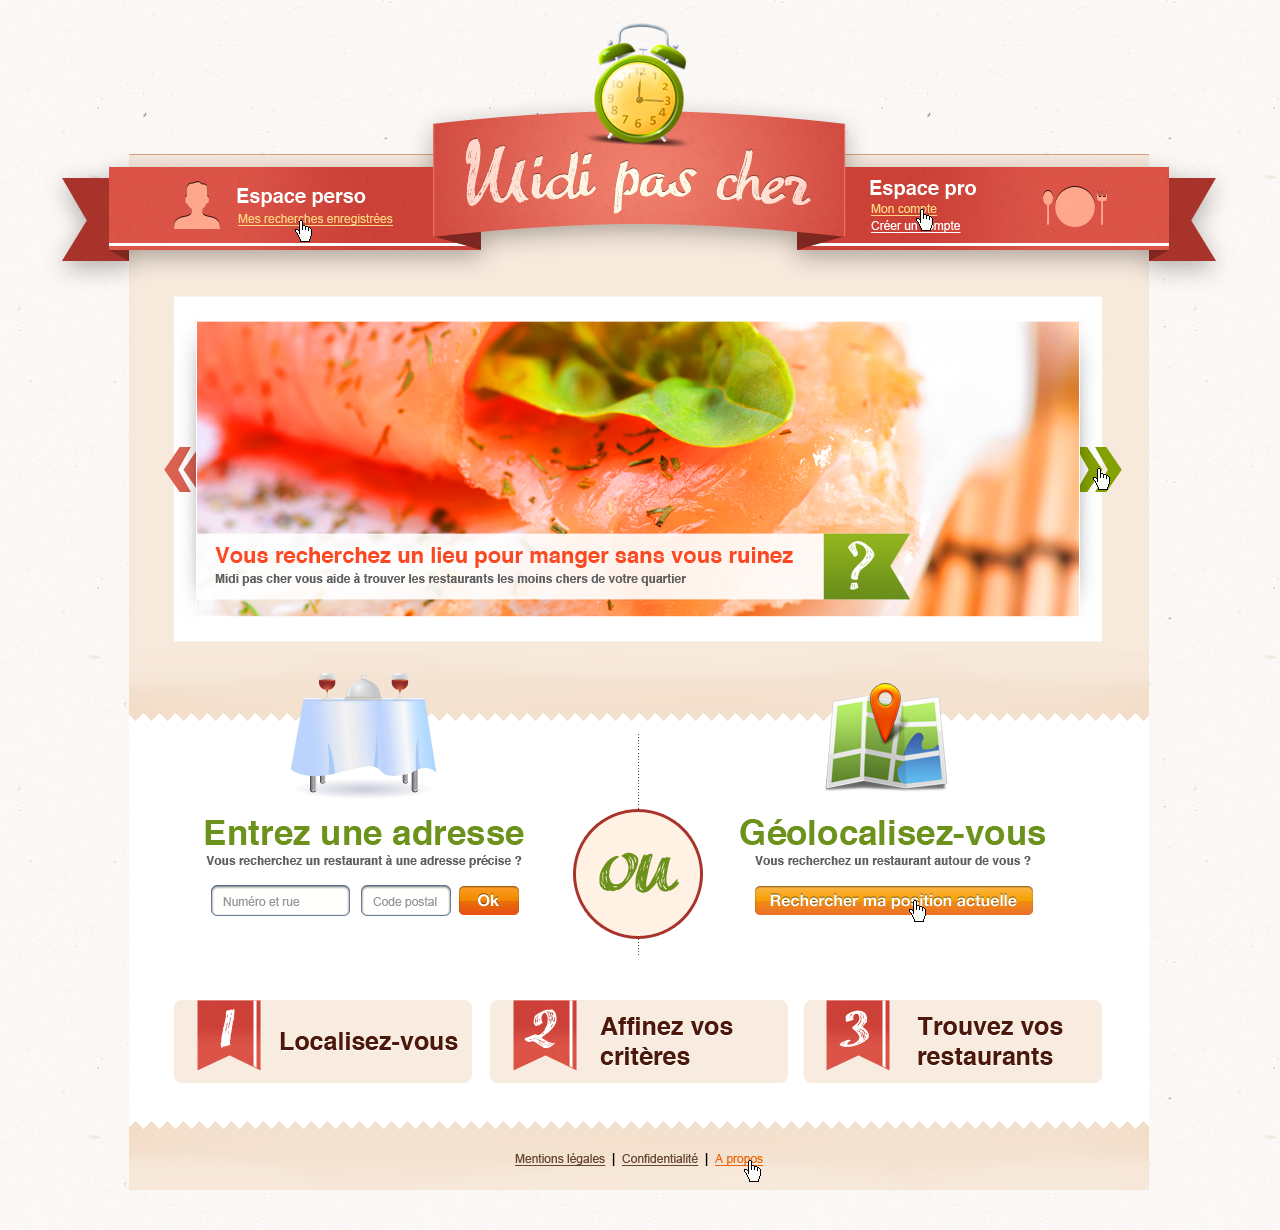 12
1
2
3
4
5
6
7
8
9
10
Midi pas cher
Espace perso
Mes recherches enregistrées
Espace pro
Mon compte
Créer un compte
Vous recherchez un lieu pour manger sans vous ruinez
Midi pas cher vous aide à trouver les restaurants les moins chers de votre quartier
?
Entrez une adresse
Vous recherchez un restaurant à une adresse précise ?
Numéro et rue
Code postal
Ok
ou
Géolocalisez-vous
Vous recherchez un restaurant autour de vous ?
Rechercher ma position actuelle
1
Localisez-vous
2
Affinez vos
critères
3
Trouvez vos
restaurants
Mentions légales | Confidentialité | A propos